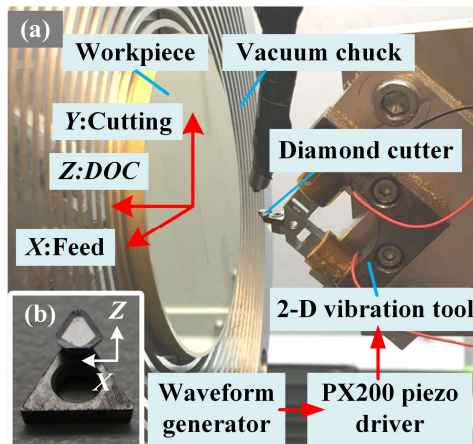 (a)
Workpiece
Vacuum chuck
Y:Cutting
Z:DOC
Diamond cutter
X:Feed
(b)
Z
X
2-D vibration tool
Waveform
generator
PX200 piezo
driver